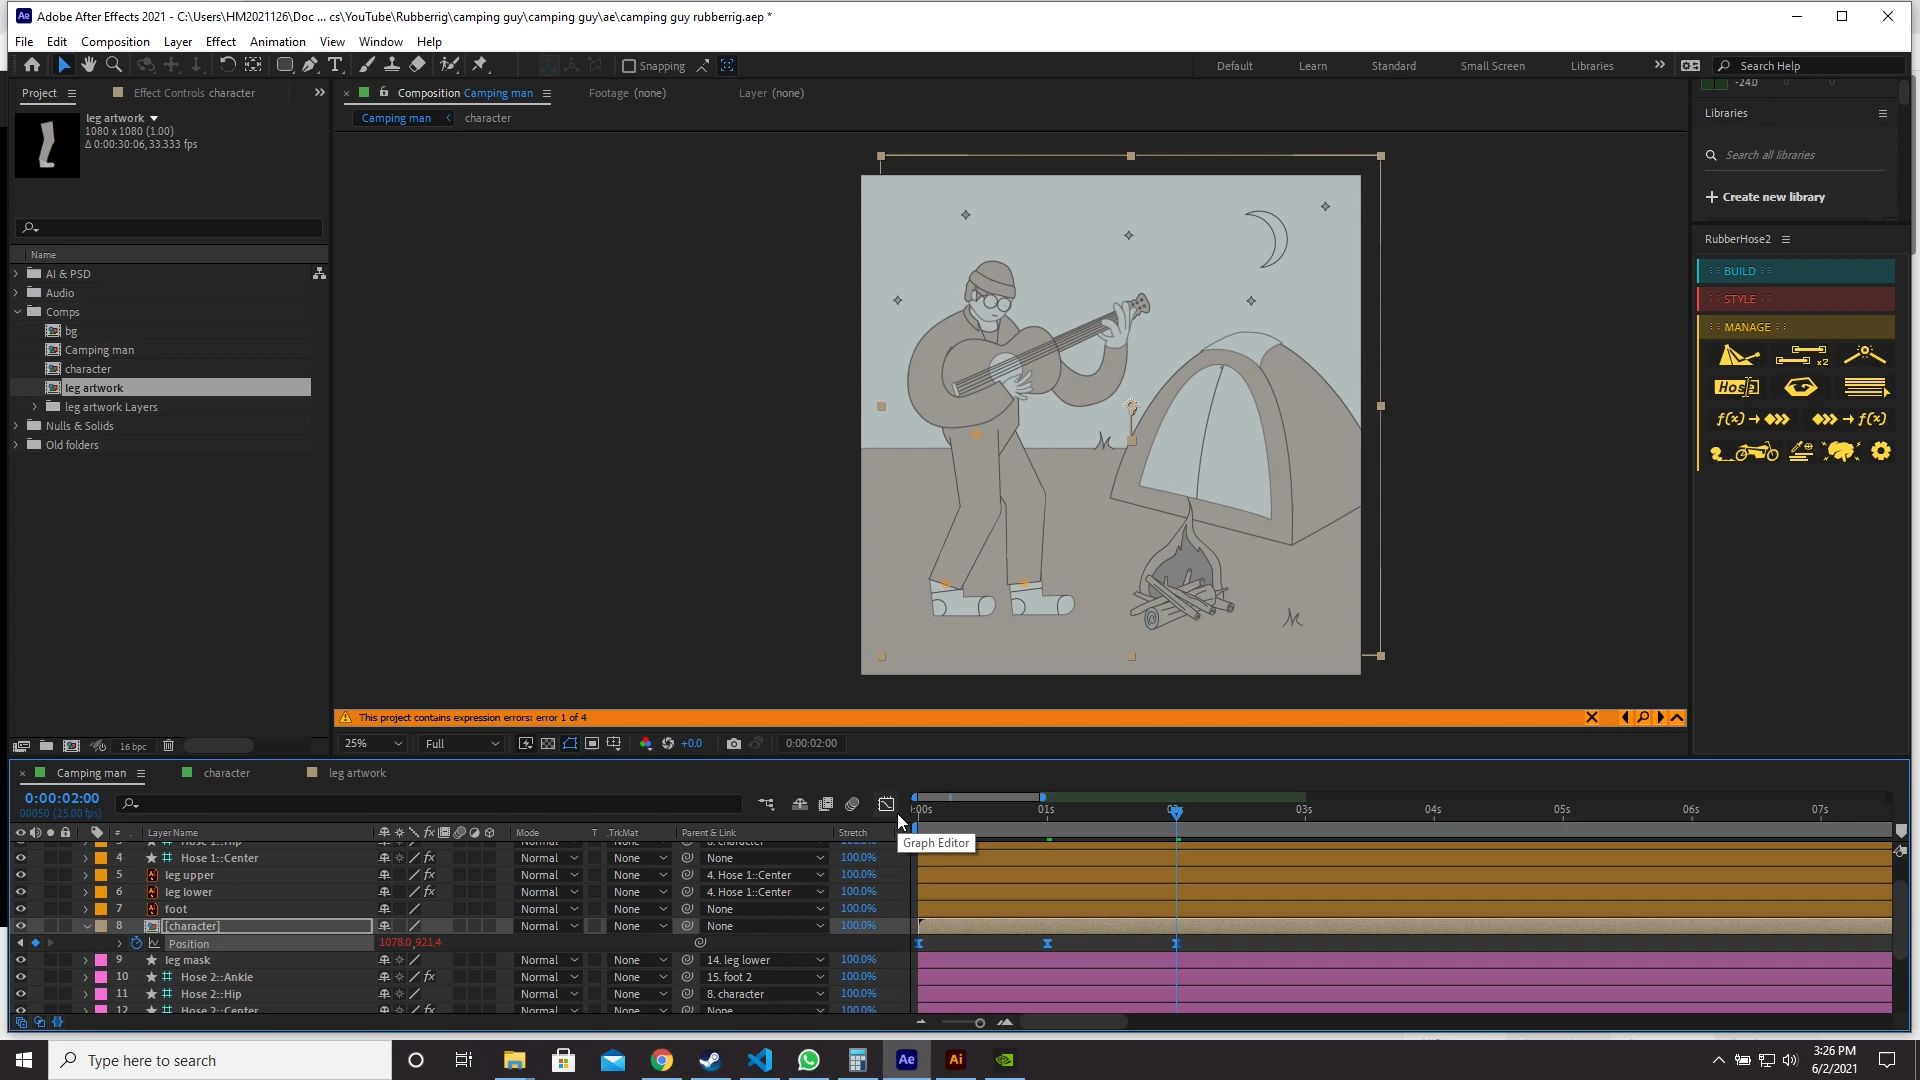 Adobe After Effects 2021 - C:\Users\HM2021126\Doc ... cs\YouTube\Rubberrig\camping guy\camping guy\ae\camping guy rubberrig.aep *
File Edit Composition Layer Effect Animation View Window Help
Snapping
Default Learn Standard Small Screen Libraries
Search Help
Project
Effect Controls character
Composition Camping man
Footage (none)
Layer (none)
-24.0
leg artwork
1080 x 1080 (1.00)
Δ 0:00:30:06, 33.333 fps
Camping man character
Libraries
Search all libraries
Create new library
RubberHose2
BUILD
STYLE
MANAGE
x2
Hose
f(x)
f(x)
Name
AI & PSD
Audio
Comps
bg
Camping man
character
leg artwork
leg artwork Layers
Nulls & Solids
Old folders
This project contains expression errors: error 1 of 4
16 bpc
25% Full +0.0 0:00:02:00
Camping man character leg artwork
0:00:02:00
00050 (25.00 fps)
:00s 01s 03s 04s 05s 06s 07s
# Layer Name Mode T .TrkMat Parent & Link Stretch
Graph Editor
4 Hose 1::Center Normal None None 100.0%
5 leg upper Normal None 4. Hose 1::Center 100.0%
6 leg lower Normal None 4. Hose 1::Center 100.0%
7 foot Normal None None 100.0%
8 [character] Normal None None 100.0%
Position 1078.0,921.4
9 leg mask Normal None 14. leg lower 100.0%
10 Hose 2::Ankle Normal None 15. foot 2 100.0%
11 Hose 2::Hip Normal None 8. character 100.0%
12 Hose 2::Center Normal None None 100.0%
Type here to search
Ae
Ai
3:26 PM
6/2/2021